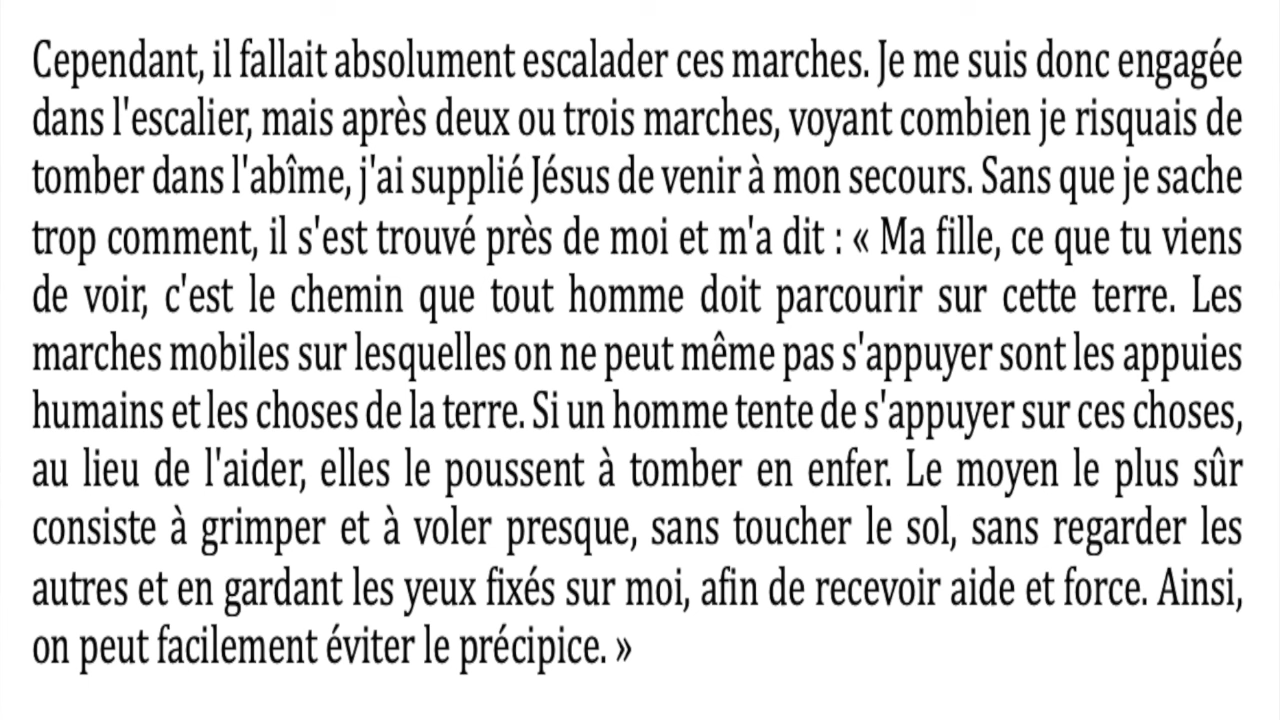 Cependant, il fallait absolument escalader ces marches. Je me suis donc engagée
dans l'escalier, mais après deux ou trois marches, voyant combien je risquais de
tomber dans l'abîme, j'ai supplié Jésus de venir à mon secours. Sans que je sache
trop comment, il s'est trouvé près de moi et m'a dit : « Ma fille, ce que tu viens
de voir, c'est le chemin que tout homme doit parcourir sur cette terre. Les
marches mobiles sur lesquelles on ne peut même pas s'appuyer sont les appuies
humains et les choses de la terre. Si un homme tente de s'appuyer sur ces choses,
au lieu de l'aider, elles le poussent à tomber en enfer. Le moyen le plus sûr
consiste à grimper et à voler presque, sans toucher le sol, sans regarder les
autres et en gardant les yeux fixés sur moi, afin de recevoir aide et force. Ainsi,
on peut facilement éviter le précipice. »